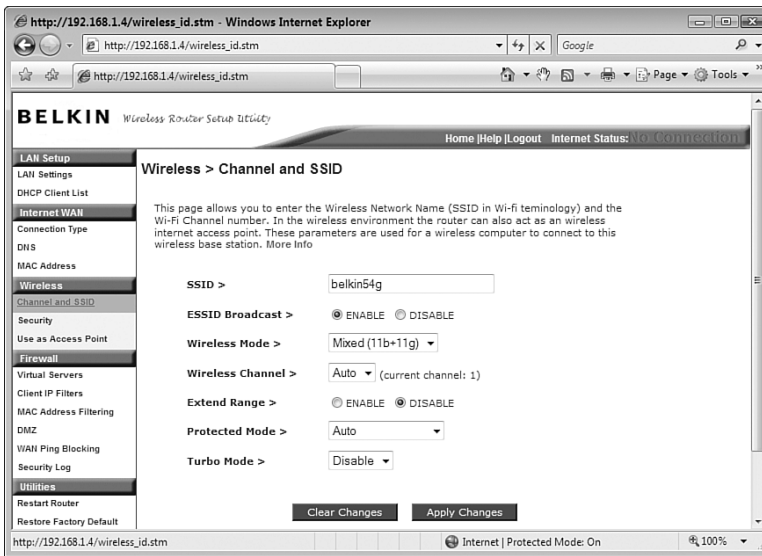 http://192.168.1.4/wireless_id.stm - Windows Internet Explorer
http://192.168.1.4/wireless_id.stm
Google
http://192.168.1.4/wireless_id.stm
Page
Tools
BELKIN Wireless Router Setup Utility
Home |Help |Logout Internet Status: No Connection
LAN Setup
LAN Settings
DHCP Client List
Internet WAN
Connection Type
DNS
MAC Address
Wireless
Channel and SSID
Security
Use as Access Point
Firewall
Virtual Servers
Client IP Filters
MAC Address Filtering
DMZ
WAN Ping Blocking
Security Log
Utilities
Restart Router
Restore Factory Default
Wireless > Channel and SSID
This page allows you to enter the Wireless Network Name (SSID in Wi-fi teminology) and the
Wi-Fi Channel number. In the wireless environment the router can also act as an wireless
internet access point. These parameters are used for a wireless computer to connect to this
wireless base station. More Info
SSID > belkin54g
ESSID Broadcast > ENABLE DISABLE
Wireless Mode > Mixed (11b+11g)
Wireless Channel > Auto (current channel: 1)
Extend Range > ENABLE DISABLE
Protected Mode > Auto
Turbo Mode > Disable
Clear Changes Apply Changes
http://192.168.1.4/wireless_id.stm
Internet | Protected Mode: On
100%